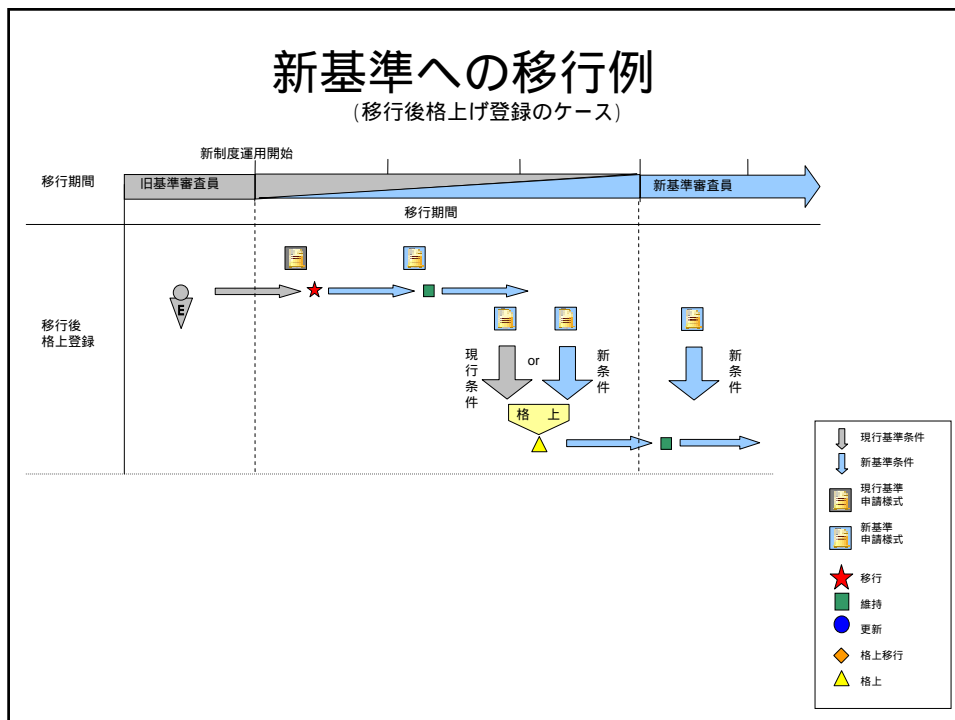 新基準への移行例
(移行後格上げ登録のケース)
新制度運用開始
移行期間
旧基準審査員
新基準審査員
移行期間
E
移行後
格上登録
現行条件
or
新条件
新条件
格 上
現行基準条件
新基準条件
現行基準
申請様式
新基準
申請様式
移行
維持
更新
格上移行
格上